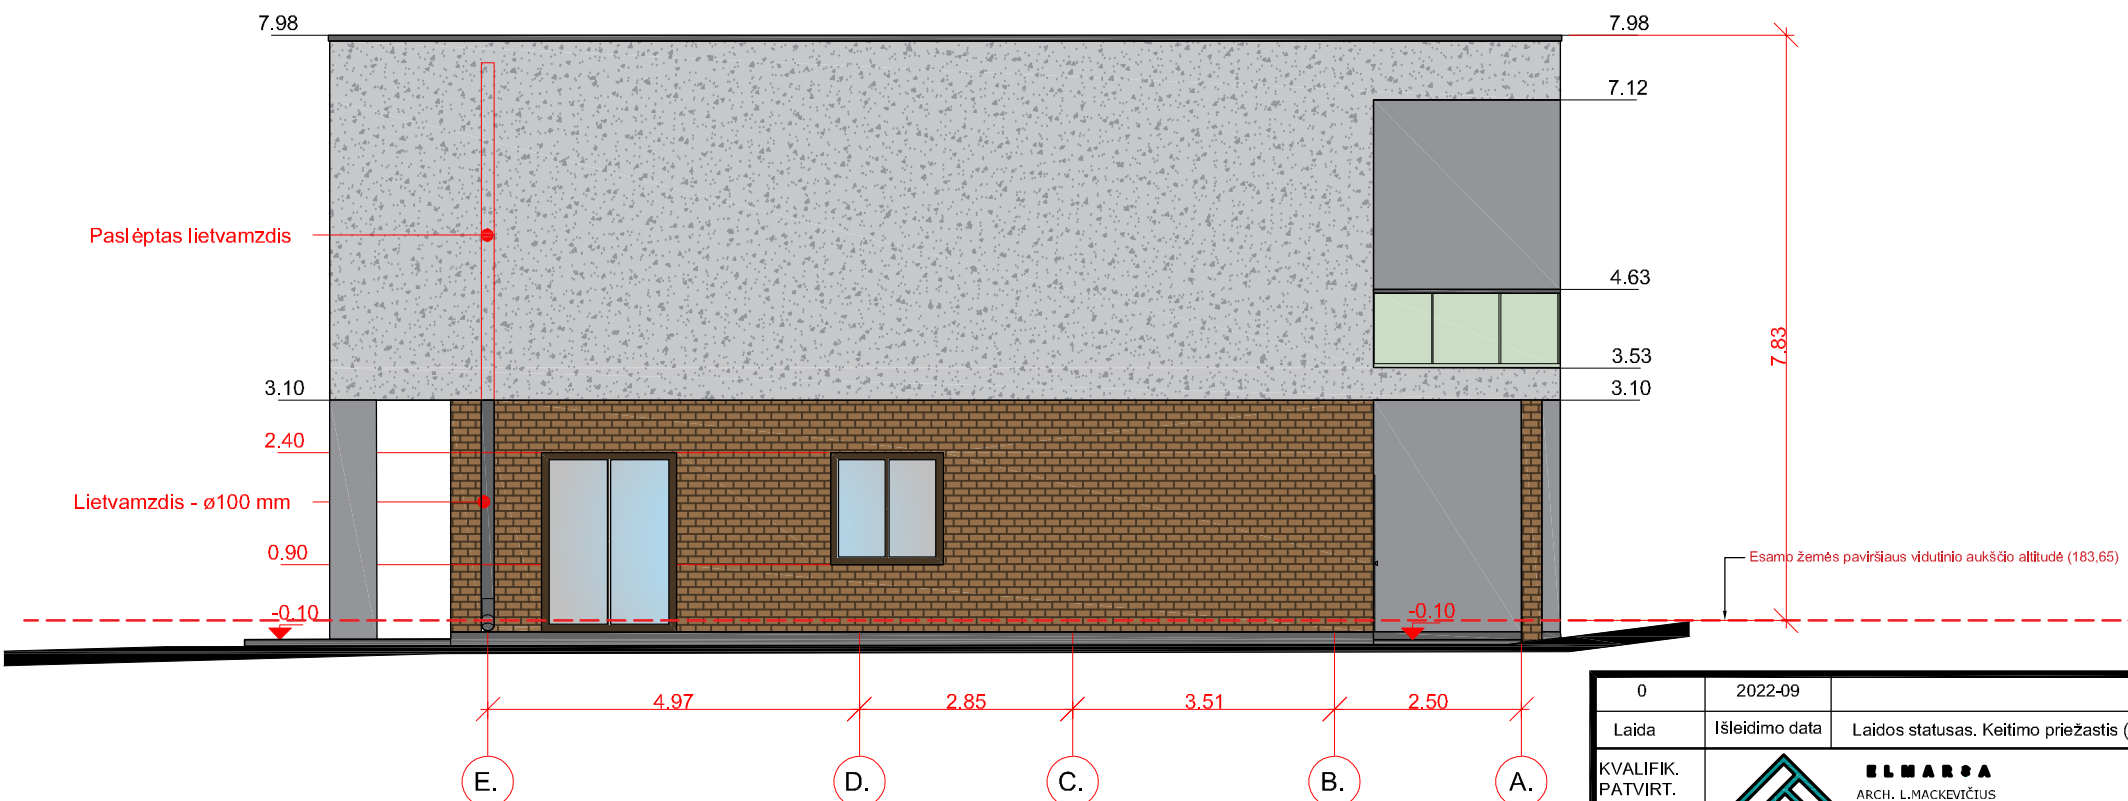 7.98
7.98
7.12
Paslėptas lietvamzdis
4.63
7.83
3.53
3.10
3.10
2.40
Lietvamzdis - ø100 mm
0.90
Esamo žemės paviršiaus vidutinio aukščio altitudė (183,65)
-0.10
-0.10
4.97
2.85
3.51
2.50
E.
D.
C.
B.
A.
0
2022-09
Laida
Išleidimo data
Laidos statusas. Keitimo priežastis (
KVALIFIK.
PATVIRT.
ELMARSA
ARCH. L.MACKEVIČIUS